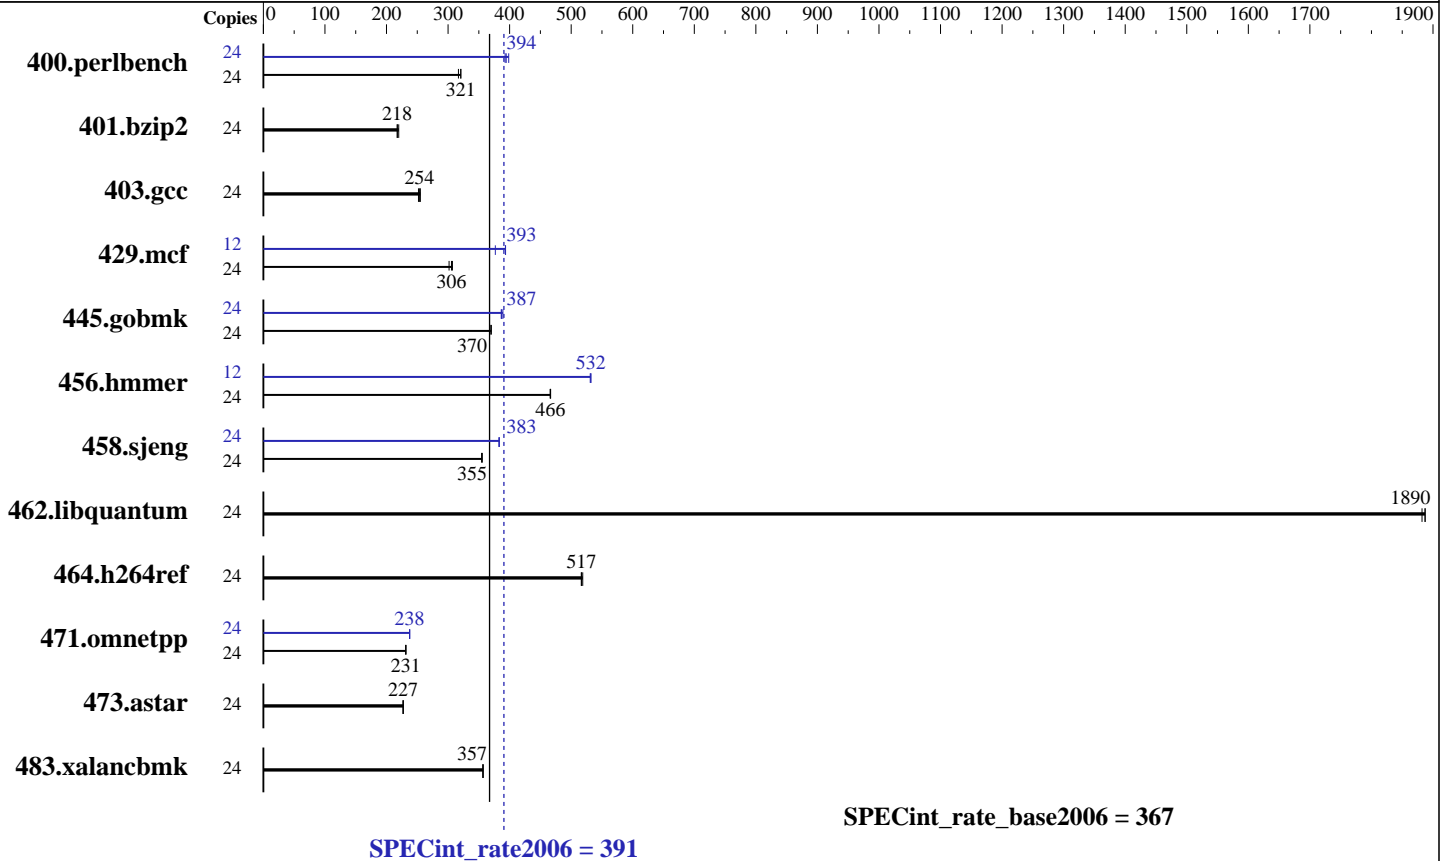 Copies 0 100 200 300 400 500 600 700 800 900 1000 1100 1200 1300 1400 1500 1600 1700 1900
400.perlbench 24 394
24 321
401.bzip2 24 218
403.gcc 24 254
429.mcf 12 393
24 306
445.gobmk 24 387
24 370
456.hmmer 12 532
24 466
458.sjeng 24 383
24 355
462.libquantum 24 1890
464.h264ref 24 517
471.omnetpp 24 238
24 231
473.astar 24 227
483.xalancbmk 24 357
SPECint_rate_base2006 = 367
SPECint_rate2006 = 391